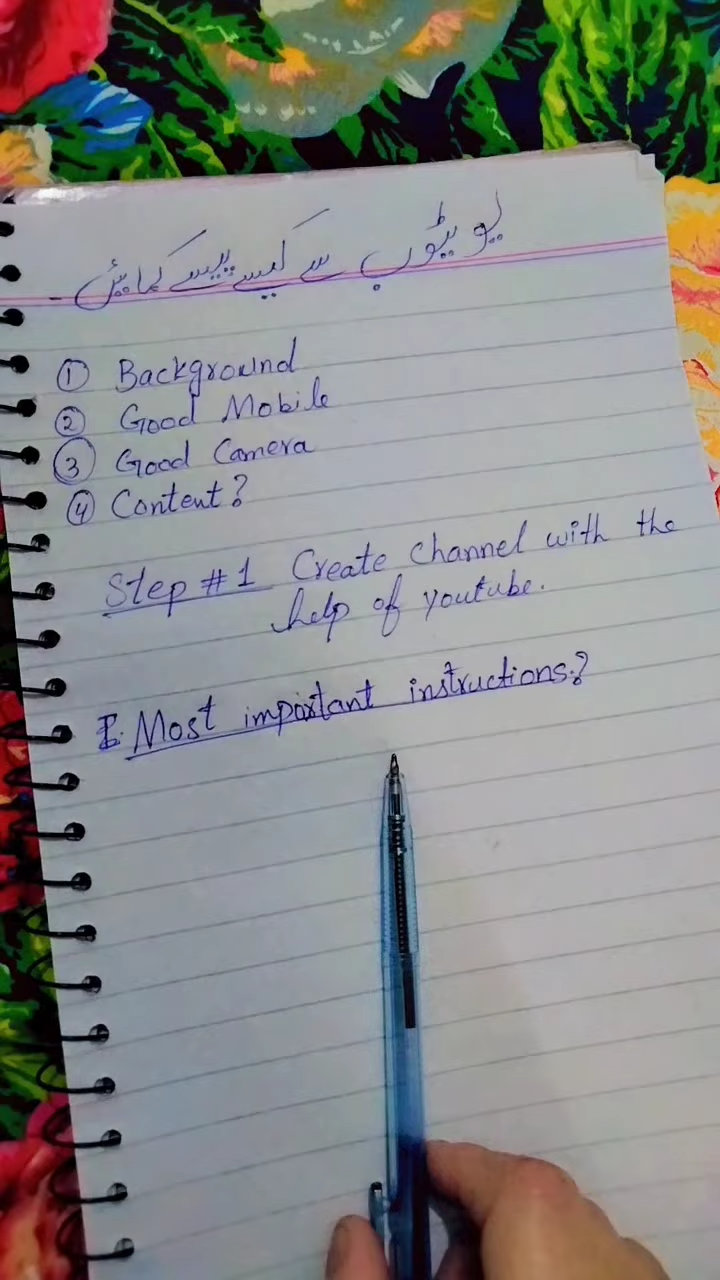 یوٹیوب سے کیسے پیسے کمائیں۔
① Background
② Good Mobile
③ Good Camera
④ Content?
Step #1 Create Channel with the
help of youtube.
Most important instructions:?